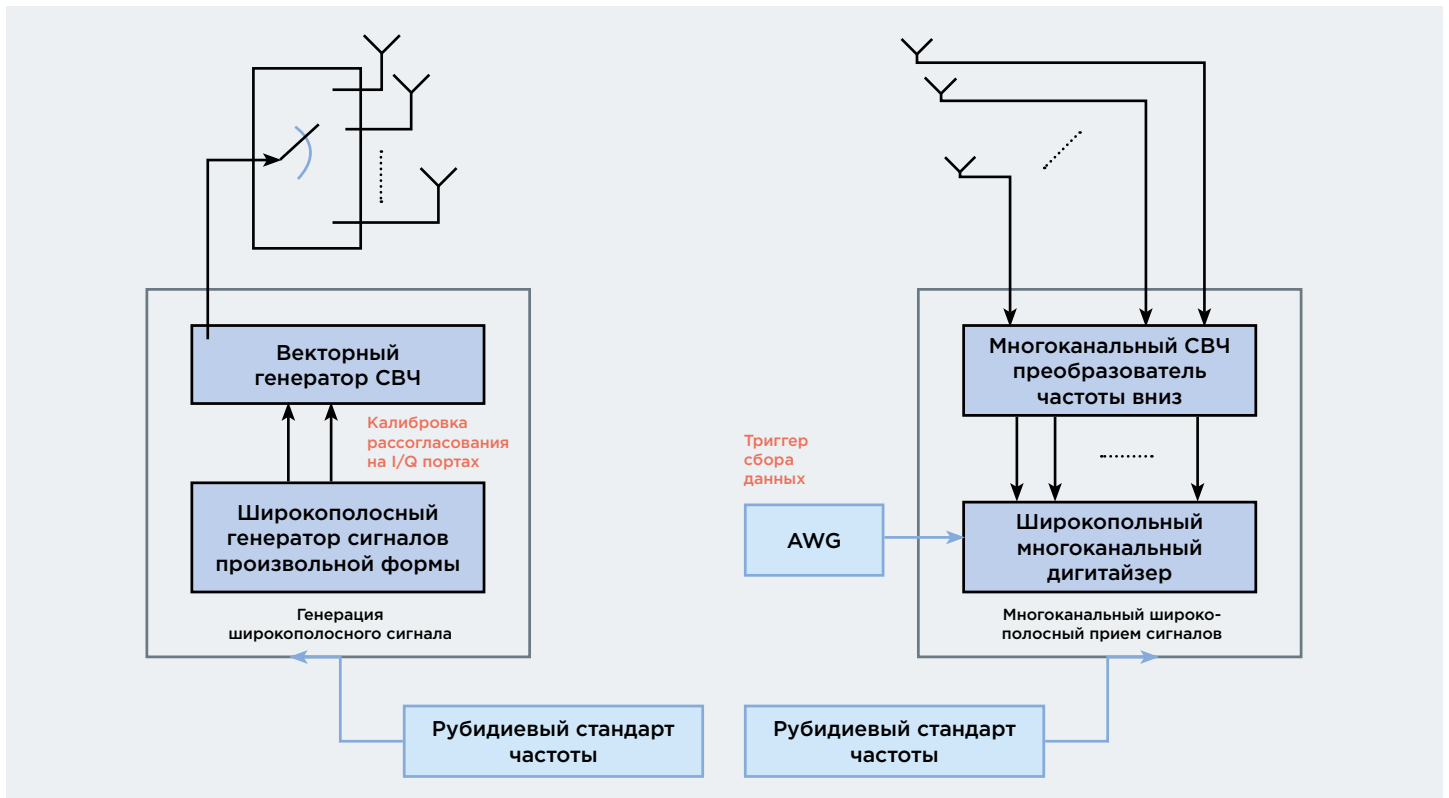 Векторный
генератор СВЧ
Калибровка
рассогласования
на I/Q портах
Широкополосный
генератор сигналов
произвольной формы
Генерация
широкополосного сигнала
Рубидиевый стандарт
частоты
Многоканальный СВЧ
преобразователь
частоты вниз
Триггер
сбора
данных
AWG
Широкопольный
многоканальный
дигитайзер
Многоканальный широко-
полосный прием сигналов
Рубидиевый стандарт
частоты